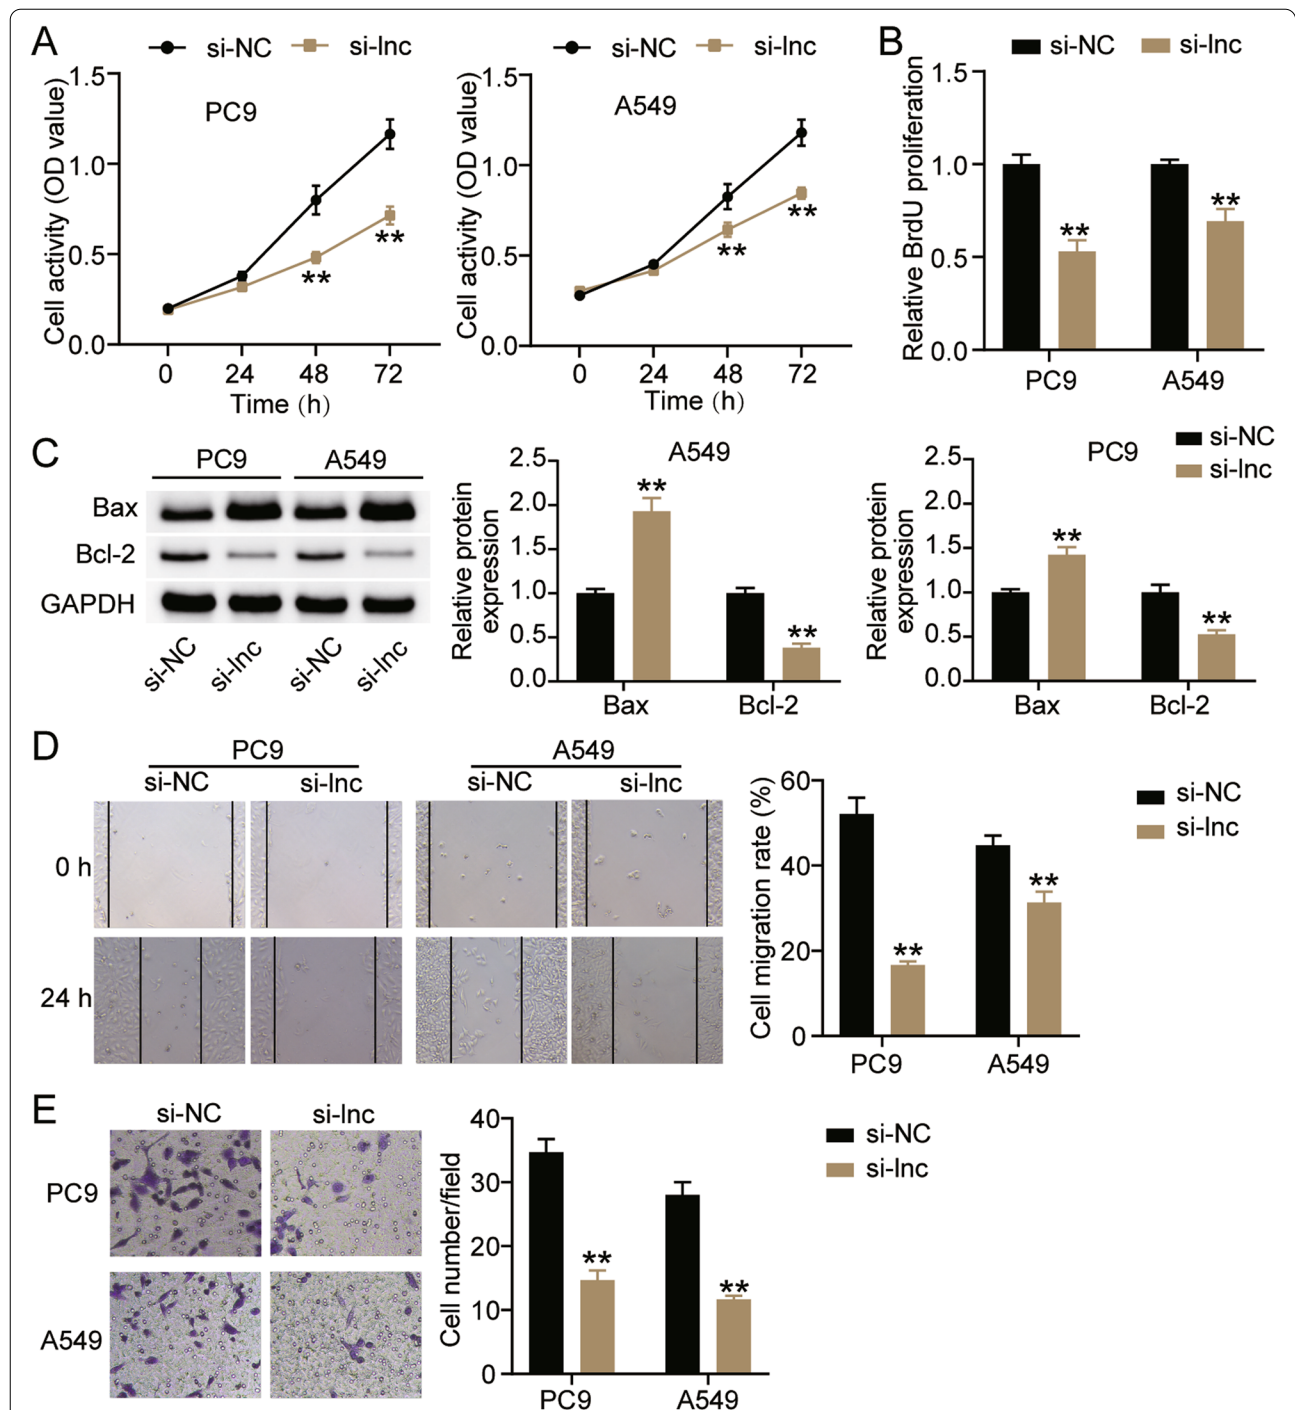 A
si-NC si-lnc
PC9
Cell activity (OD value)
1.5
1.0
0.5
0.0
0 24 48 72
Time (h)
**
**
si-NC si-lnc
A549
Cell activity (OD value)
1.5
1.0
0.5
0.0
0 24 48 72
Time (h)
**
**
B
si-NC si-lnc
Relative BrdU proliferation
1.5
1.0
0.5
0.0
**
**
PC9 A549
C
PC9 A549
Bax
Bcl-2
GAPDH
si-NC si-lnc si-NC si-lnc
A549
Relative protein
expression
2.5
2.0
1.5
1.0
0.5
0.0
**
**
Bax Bcl-2
PC9
si-NC
si-lnc
Relative protein
expression
2.5
2.0
1.5
1.0
0.5
0.0
**
**
Bax Bcl-2
D
PC9 A549
si-NC si-lnc si-NC si-lnc
0 h
24 h
Cell migration rate (%)
60
40
20
0
**
**
PC9 A549
si-NC
si-lnc
E
si-NC si-lnc
PC9
A549
Cell number/field
40
30
20
10
0
**
**
PC9 A549
si-NC
si-lnc